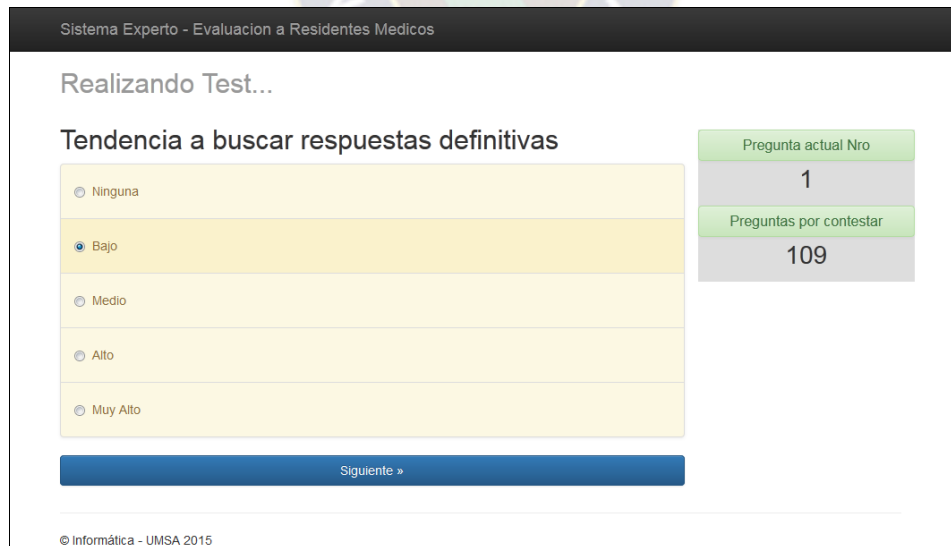 Sistema Experto - Evaluacion a Residentes Medicos
Realizando Test...
Tendencia a buscar respuestas definitivas
Ninguna
Bajo
Medio
Alto
Muy Alto
Siguiente »
Pregunta actual Nro
1
Preguntas por contestar
109
© Informática - UMSA 2015